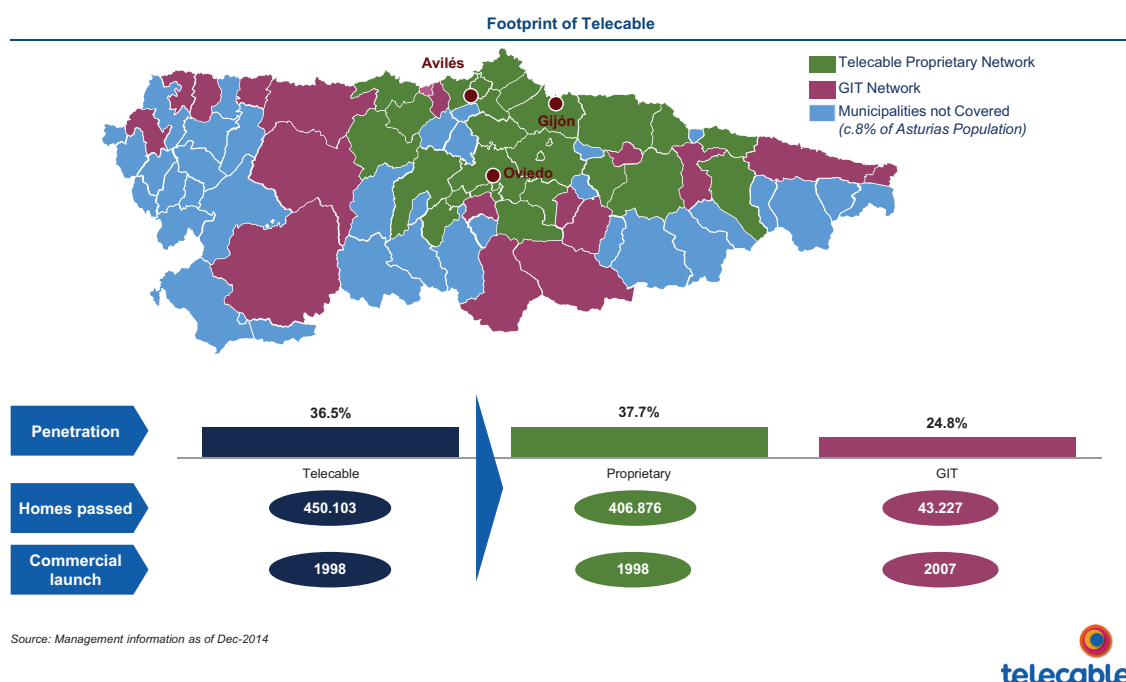 Footprint of Telecable
Avilés
Gijón
Oviedo
Telecable Proprietary Network
GIT Network
Municipalities not Covered
(c.8% of Asturias Population)
Penetration
36.5%
37.7%
24.8%
Telecable
Proprietary
GIT
Homes passed
450.103
406.876
43.227
Commercial
launch
1998
1998
2007
Source: Management information as of Dec-2014
telecable